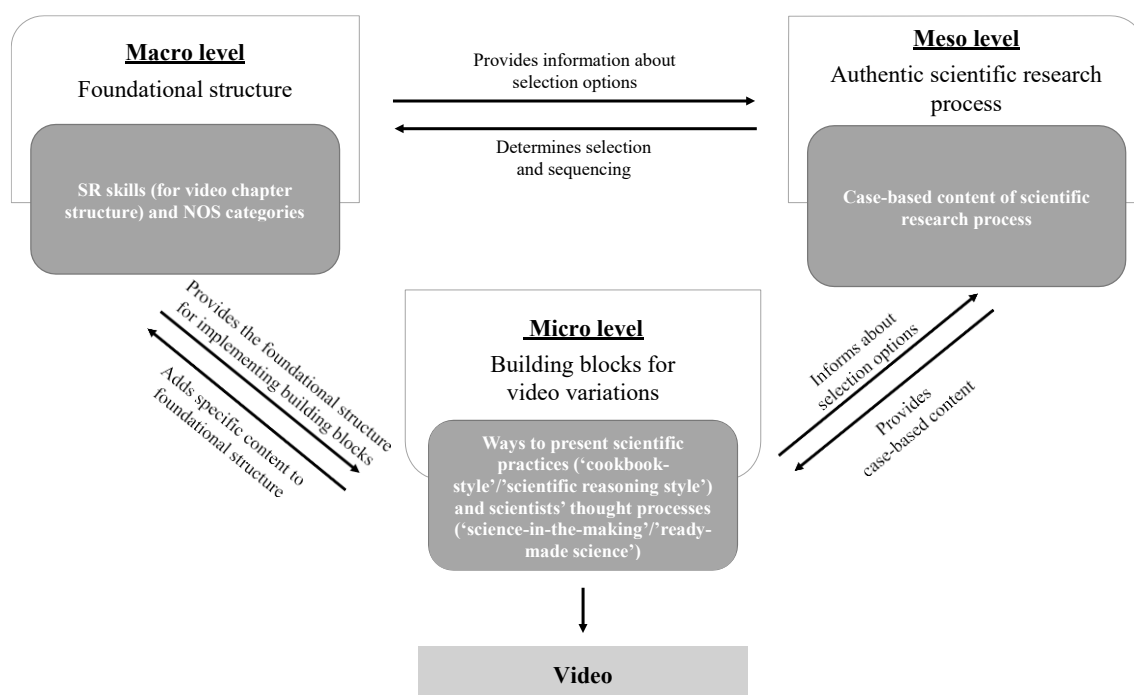 Macro level
Foundational structure
SR skills (for video chapter
structure) and NOS categories
Provides information about
selection options
Determines selection
and sequencing
Meso level
Authentic scientific research
process
Case-based content of scientific
research process
Provides the foundational structure
for implementing building blocks
Adds specific content to
foundational structure
Micro level
Building blocks for
video variations
Ways to present scientific
practices (‘cookbook-
style’/’scientific reasoning style’)
and scientists’ thought processes
(‘science-in-the-making’/’ready-
made science’)
Informs about
selection options
Provides
case-based content
Video